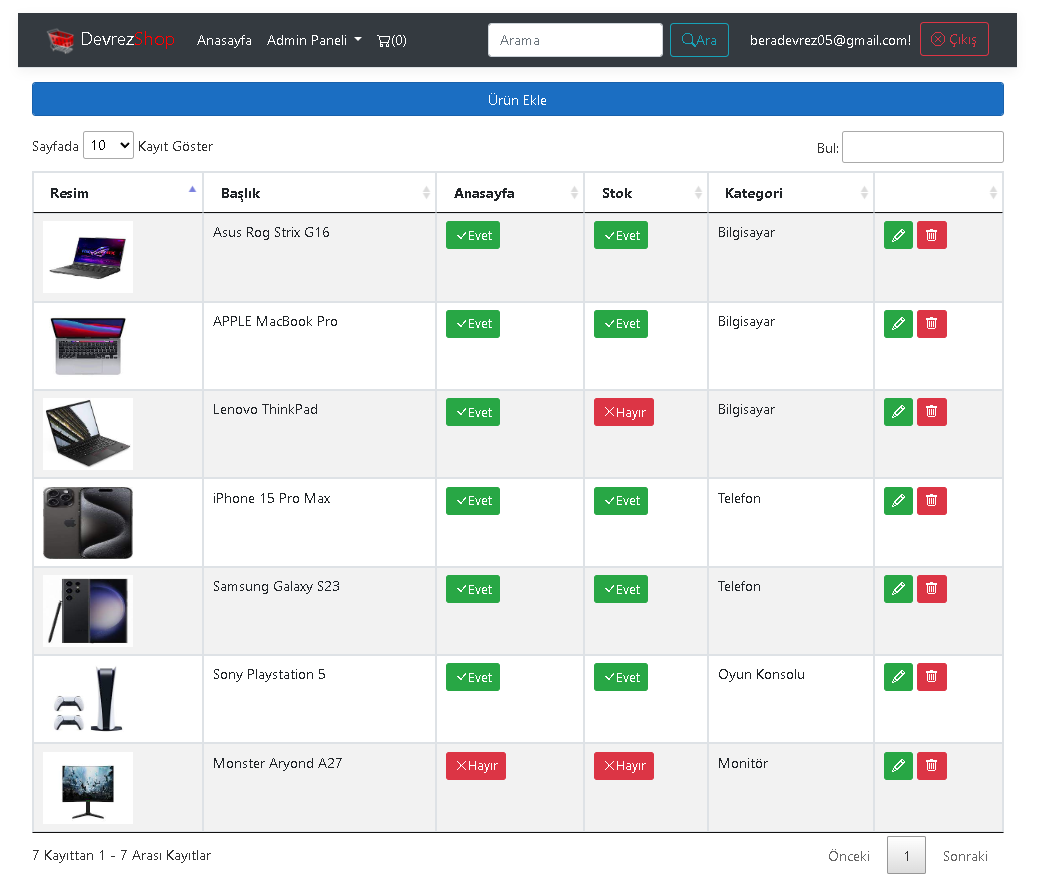 DevrezShop Anasayfa Admin Paneli (0) Arama Ara beradevrez05@gmail.com! Çıkış
Ürün Ekle
Sayfada 10 Kayıt Göster Bul:
Resim Başlık Anasayfa Stok Kategori
Asus Rog Strix G16 Evet Evet Bilgisayar
APPLE MacBook Pro Evet Evet Bilgisayar
Lenovo ThinkPad Evet Hayır Bilgisayar
iPhone 15 Pro Max Evet Evet Telefon
Samsung Galaxy S23 Evet Evet Telefon
Sony Playstation 5 Evet Evet Oyun Konsolu
Monster Aryond A27 Hayır Hayır Monitör
7 Kayıttan 1 - 7 Arası Kayıtlar Önceki 1 Sonraki